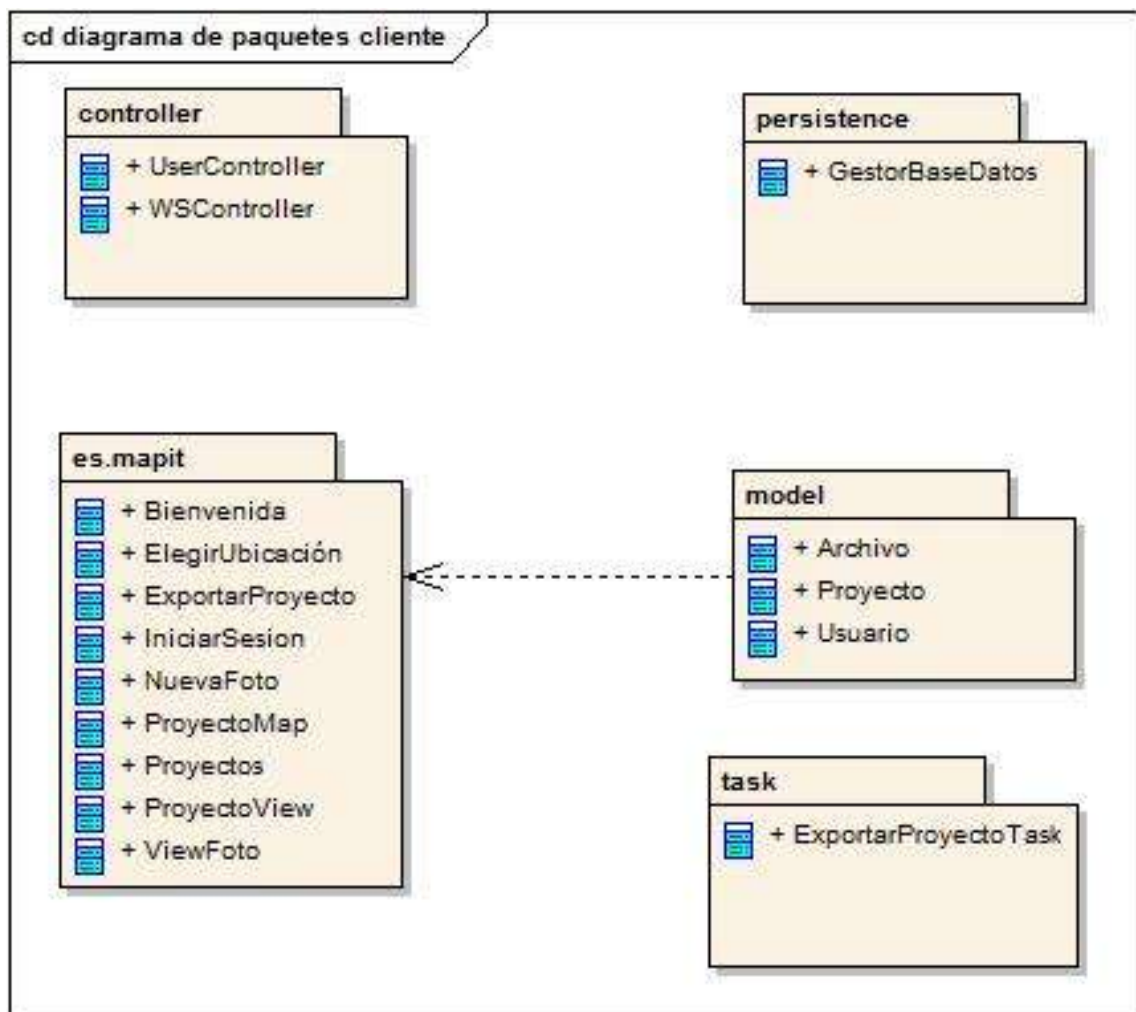 cd diagrama de paquetes cliente
controller
+ UserController
+ WSController
persistence
+ GestorBaseDatos
es.mapit
+ Bienvenida
+ ElegirUbicación
+ ExportarProyecto
+ IniciarSesion
+ NuevaFoto
+ ProyectoMap
+ Proyectos
+ ProyectoView
+ ViewFoto
model
+ Archivo
+ Proyecto
+ Usuario
task
+ ExportarProyectoTask